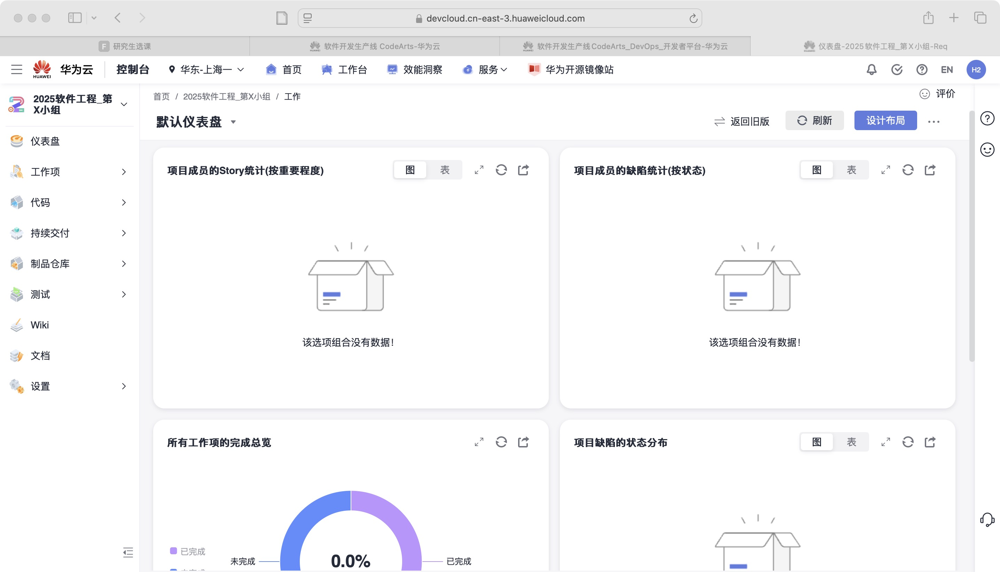 devcloud.cn-east-3.huaweicloud.com
F 研究生选课
HUAWEI 软件开发生产线 CodeArts-华为云
HUAWEI 软件开发生产线CodeArts_DevOps_开发者平台-华为云
HUAWEI 仪表盘-2025软件工程_第X小组-Req
HUAWEI 华为云 控制台 华东-上海一 首页 工作台 效能洞察 服务 华为开源镜像站 EN H2
2025软件工程_第
X小组
仪表盘
工作项
代码
持续交付
制品仓库
测试
Wiki
文档
设置
首页 / 2025软件工程_第X小组 / 工作
评价
默认仪表盘
返回旧版 刷新 设计布局
项目成员的Story统计(按重要程度) 图 表
该选项组合没有数据!
项目成员的缺陷统计(按状态) 图 表
该选项组合没有数据!
所有工作项的完成总览
已完成
未完成 0.0% 已完成
项目缺陷的状态分布 图 表